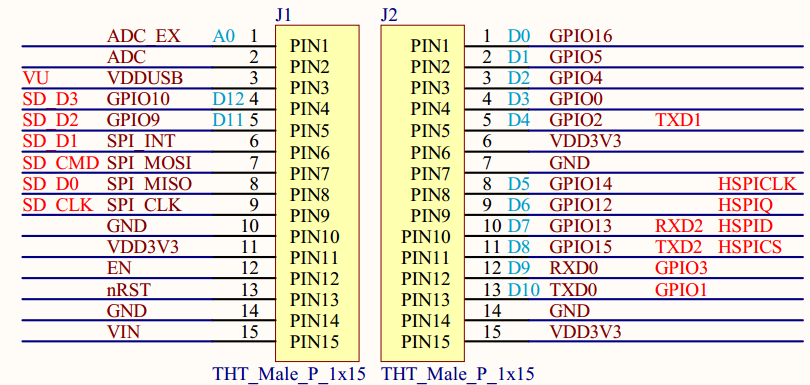 J1 J2
ADC_EX A0 1 PIN1 PIN1 1 D0 GPIO16
ADC 2 PIN2 PIN2 2 D1 GPIO5
VU VDDUSB 3 PIN3 PIN3 3 D2 GPIO4
SD_D3 GPIO10 D12 4 PIN4 PIN4 4 D3 GPIO0
SD_D2 GPIO9 D11 5 PIN5 PIN5 5 D4 GPIO2 TXD1
SD_D1 SPI_INT 6 PIN6 PIN6 6 VDD3V3
SD_CMD SPI_MOSI 7 PIN7 PIN7 7 GND
SD_D0 SPI_MISO 8 PIN8 PIN8 8 D5 GPIO14 HSPICLK
SD_CLK SPI_CLK 9 PIN9 PIN9 9 D6 GPIO12 HSPIQ
GND 10 PIN10 PIN10 10 D7 GPIO13 RXD2 HSPID
VDD3V3 11 PIN11 PIN11 11 D8 GPIO15 TXD2 HSPICS
EN 12 PIN12 PIN12 12 D9 RXD0 GPIO3
nRST 13 PIN13 PIN13 13 D10 TXD0 GPIO1
GND 14 PIN14 PIN14 14 GND
VIN 15 PIN15 PIN15 15 VDD3V3
THT_Male_P_1x15 THT_Male_P_1x15